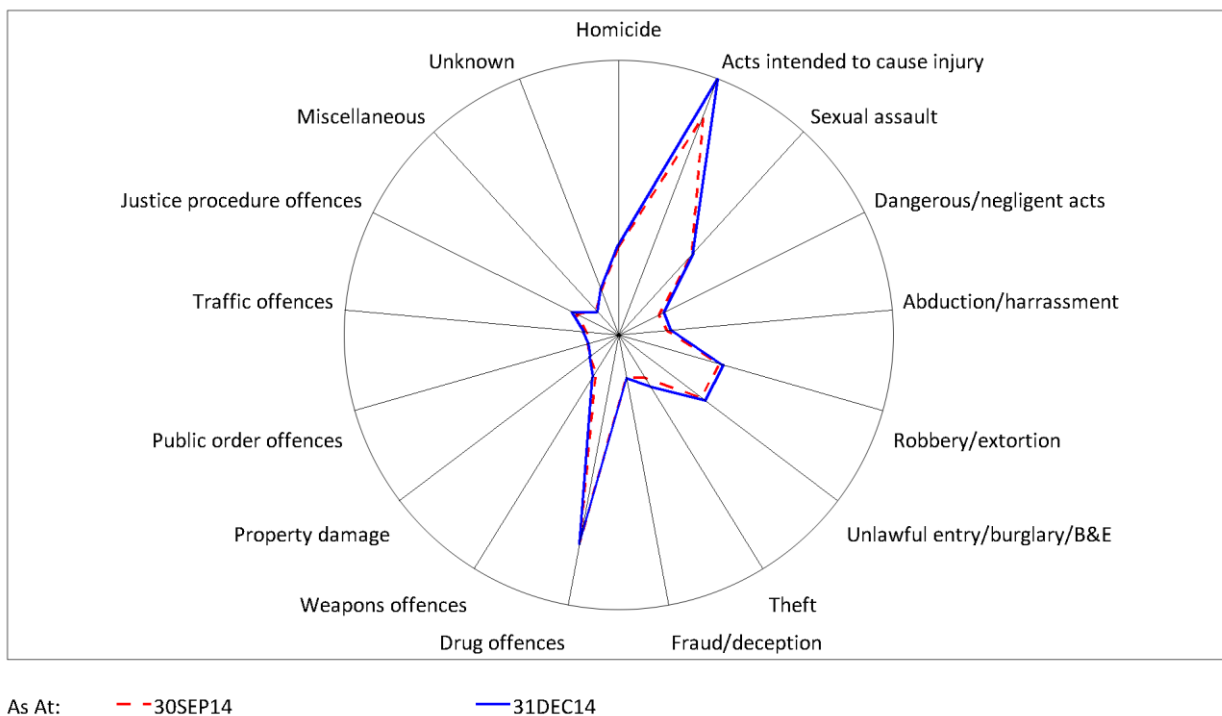 Homicide
Unknown
Acts intended to cause injury
Miscellaneous
Sexual assault
Justice procedure offences
Dangerous/negligent acts
Traffic offences
Abduction/harrassment
Public order offences
Robbery/extortion
Property damage
Unlawful entry/burglary/B&E
Weapons offences
Theft
Drug offences
Fraud/deception
As At: 30SEP14 31DEC14